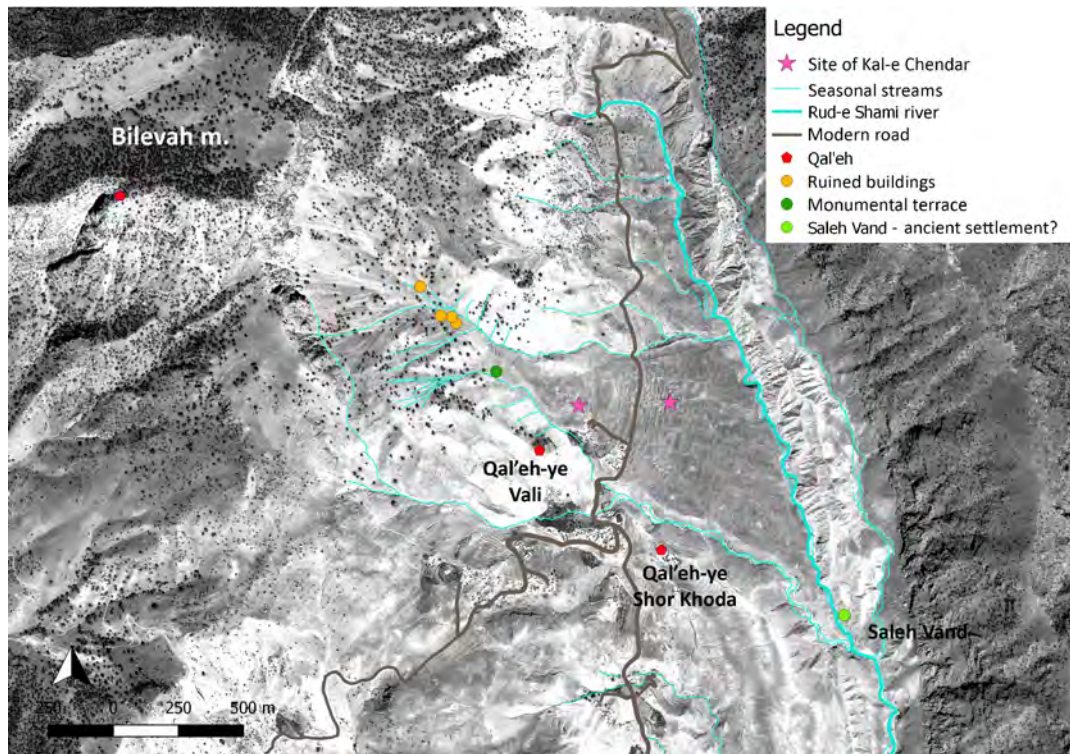 Legend
Site of Kal-e Chendar
Seasonal streams
Rud-e Shami river
Modern road
Qal'eh
Ruined buildings
Monumental terrace
Saleh Vand - ancient settlement?
Bilevah m.
Qal'eh-ye
Vali
Qal'eh-ye
Shor Khoda
Saleh Vand
250 0 250 500 m